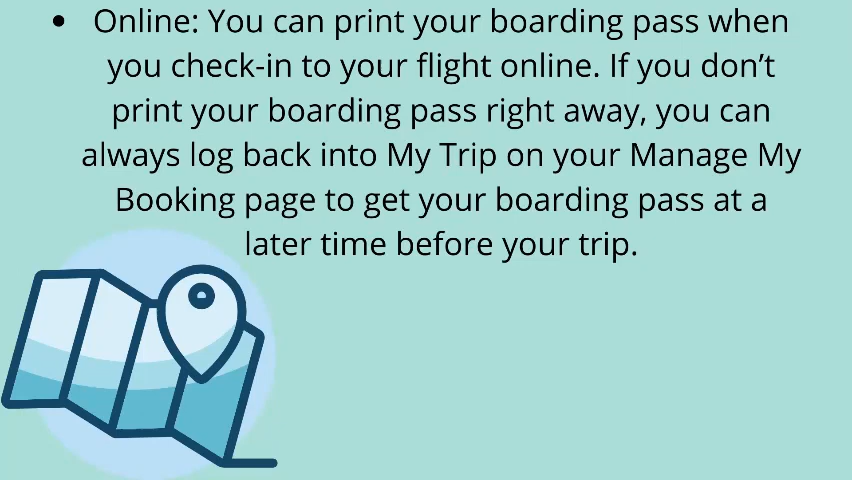 • Online: You can print your boarding pass when
you check-in to your flight online. If you don’t
print your boarding pass right away, you can
always log back into My Trip on your Manage My
Booking page to get your boarding pass at a
later time before your trip.